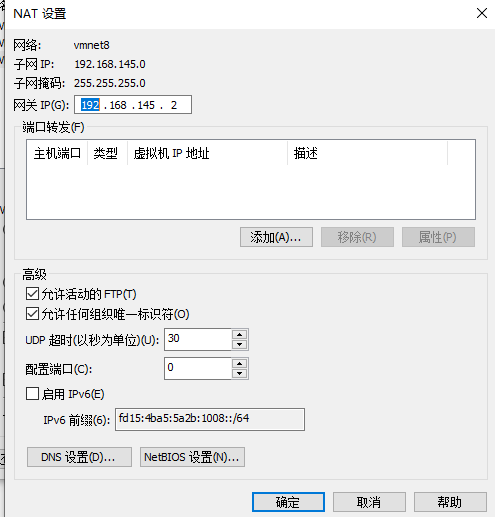 NAT 设置
网络: vmnet8
子网 IP: 192.168.145.0
子网掩码: 255.255.255.0
网关 IP(G): 192 . 168 . 145 . 2
端口转发(F)
主机端口 类型 虚拟机 IP 地址 描述
添加(A)... 移除(R) 属性(P)
高级
允许活动的 FTP(T)
允许任何组织唯一标识符(O)
UDP 超时(以秒为单位)(U): 30
配置端口(C): 0
启用 IPv6(E)
IPv6 前缀(6): fd15:4ba5:5a2b:1008::/64
DNS 设置(D)... NetBIOS 设置(N)...
确定 取消 帮助